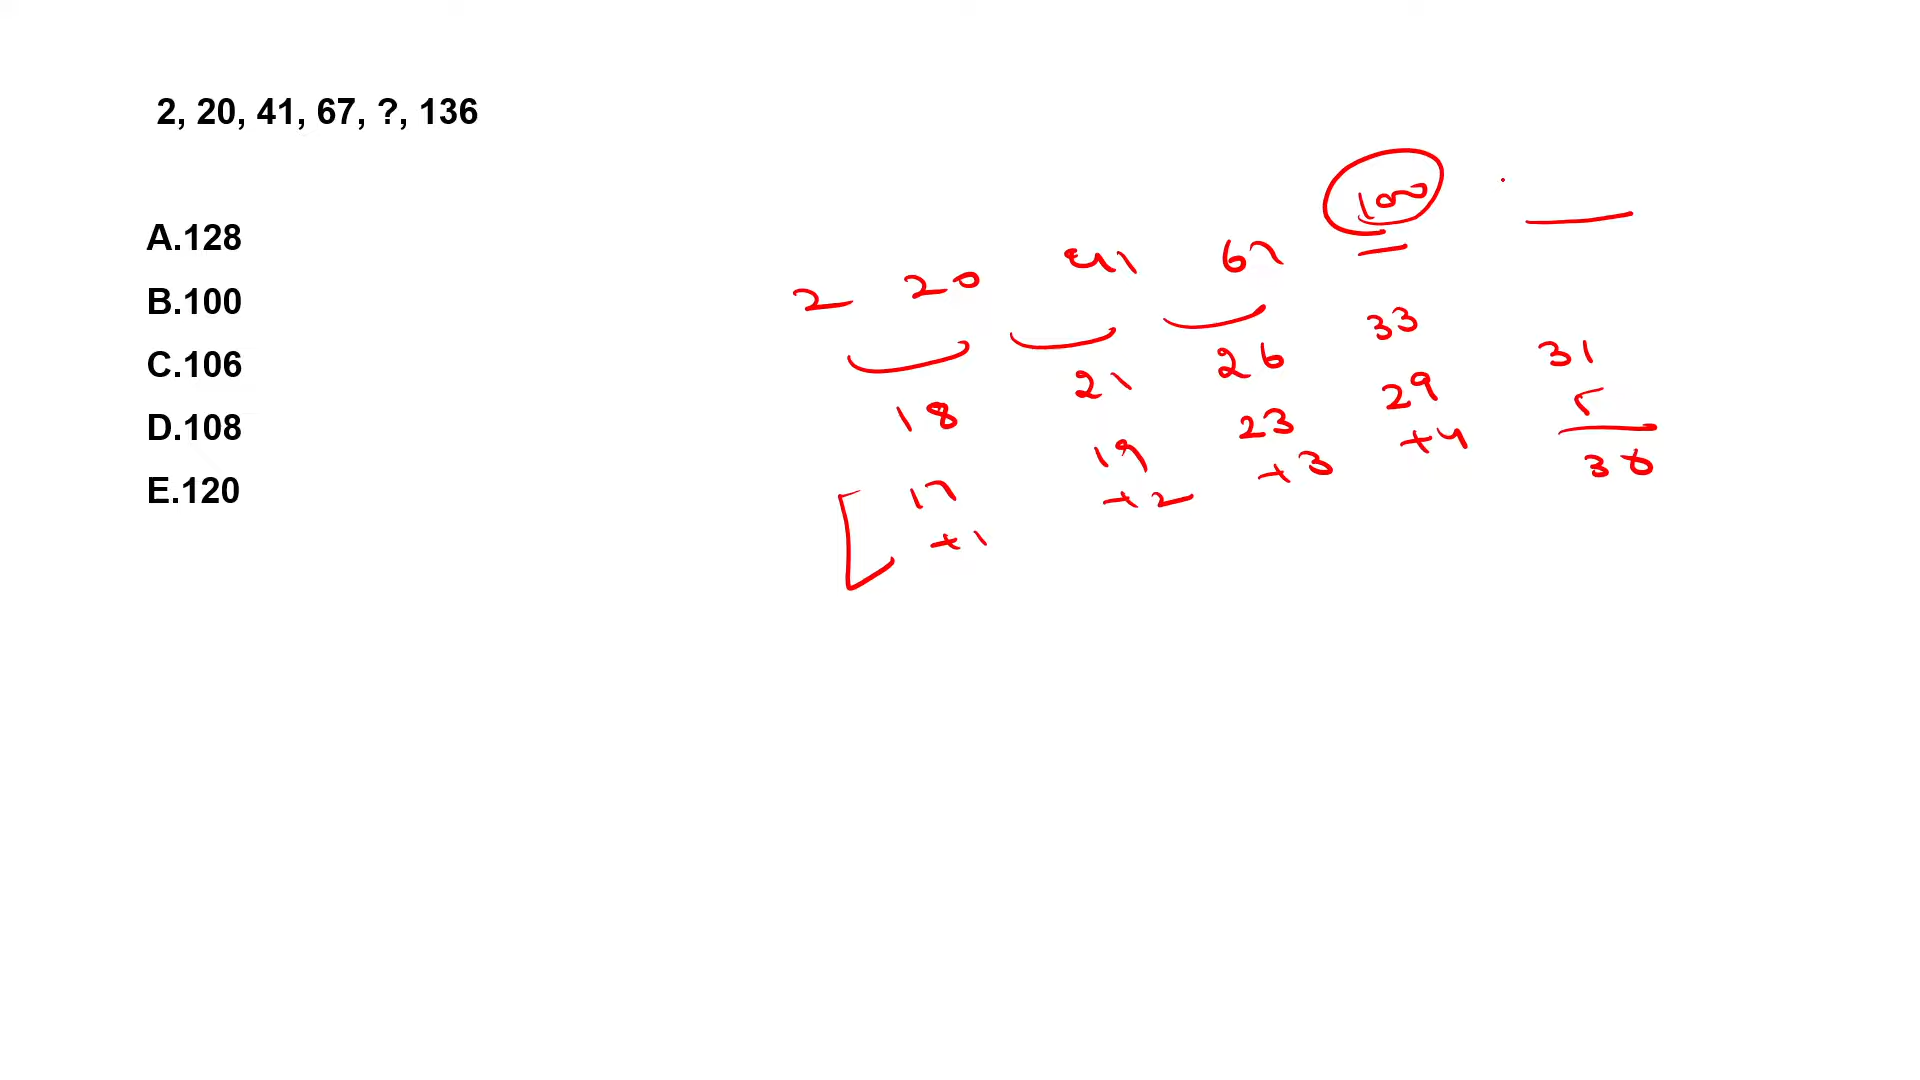 2, 20, 41, 67, ?, 136
A.128
B.100
C.106
D.108
E.120
2 20 41 67 100
18 21 26 33
17 19 23 29 31
+1 +2 +3 +4 5
36